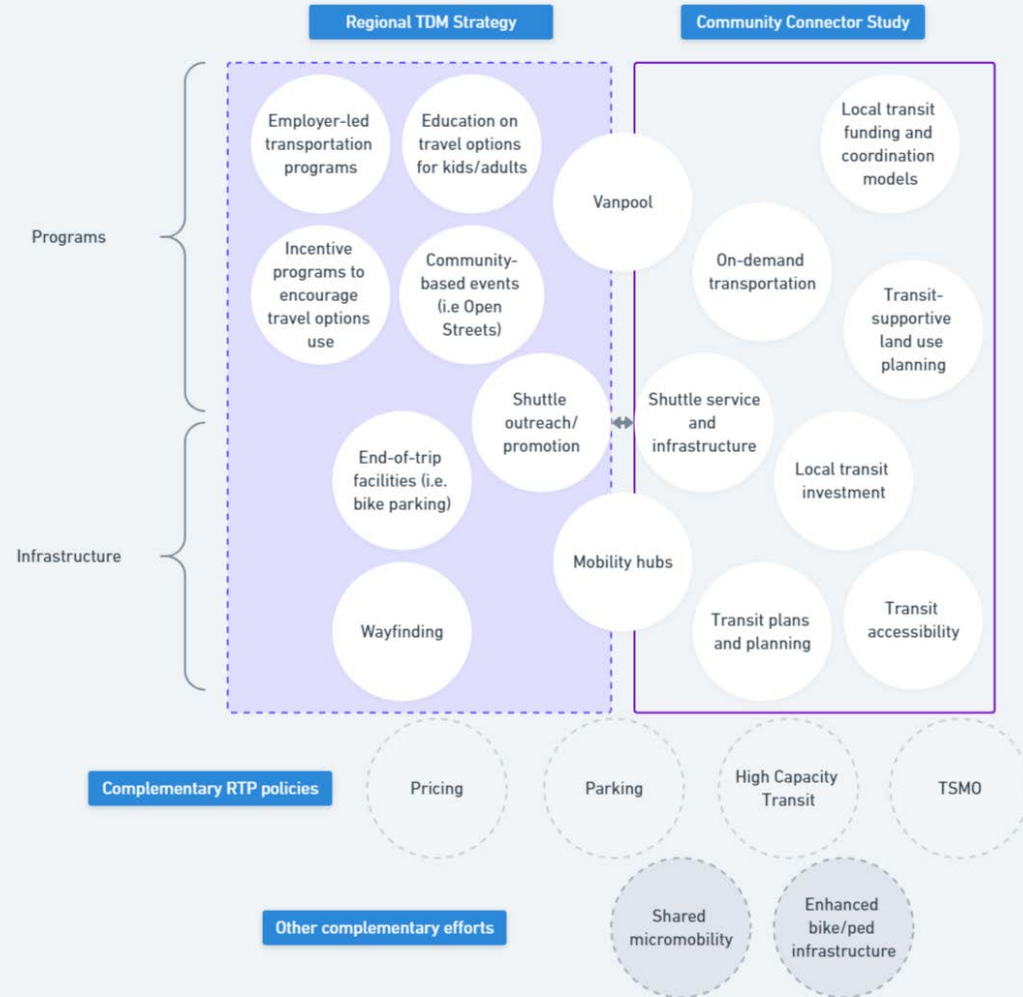 Regional TDM Strategy
Community Connector Study
Programs
Employer-led
transportation
programs
Education on
travel options
for kids/adults
Vanpool
Local transit
funding and
coordination
models
Incentive
programs to
encourage
travel options
use
Community-
based events
(i.e Open
Streets)
On-demand
transportation
Transit-
supportive
land use
planning
Shuttle
outreach/
promotion
Shuttle service
and
infrastructure
Infrastructure
End-of-trip
facilities (i.e.
bike parking)
Local transit
investment
Mobility hubs
Wayfinding
Transit plans
and planning
Transit
accessibility
Complementary RTP policies
Pricing
Parking
High Capacity
Transit
TSMO
Other complementary efforts
Shared
micromobility
Enhanced
bike/ped
infrastructure